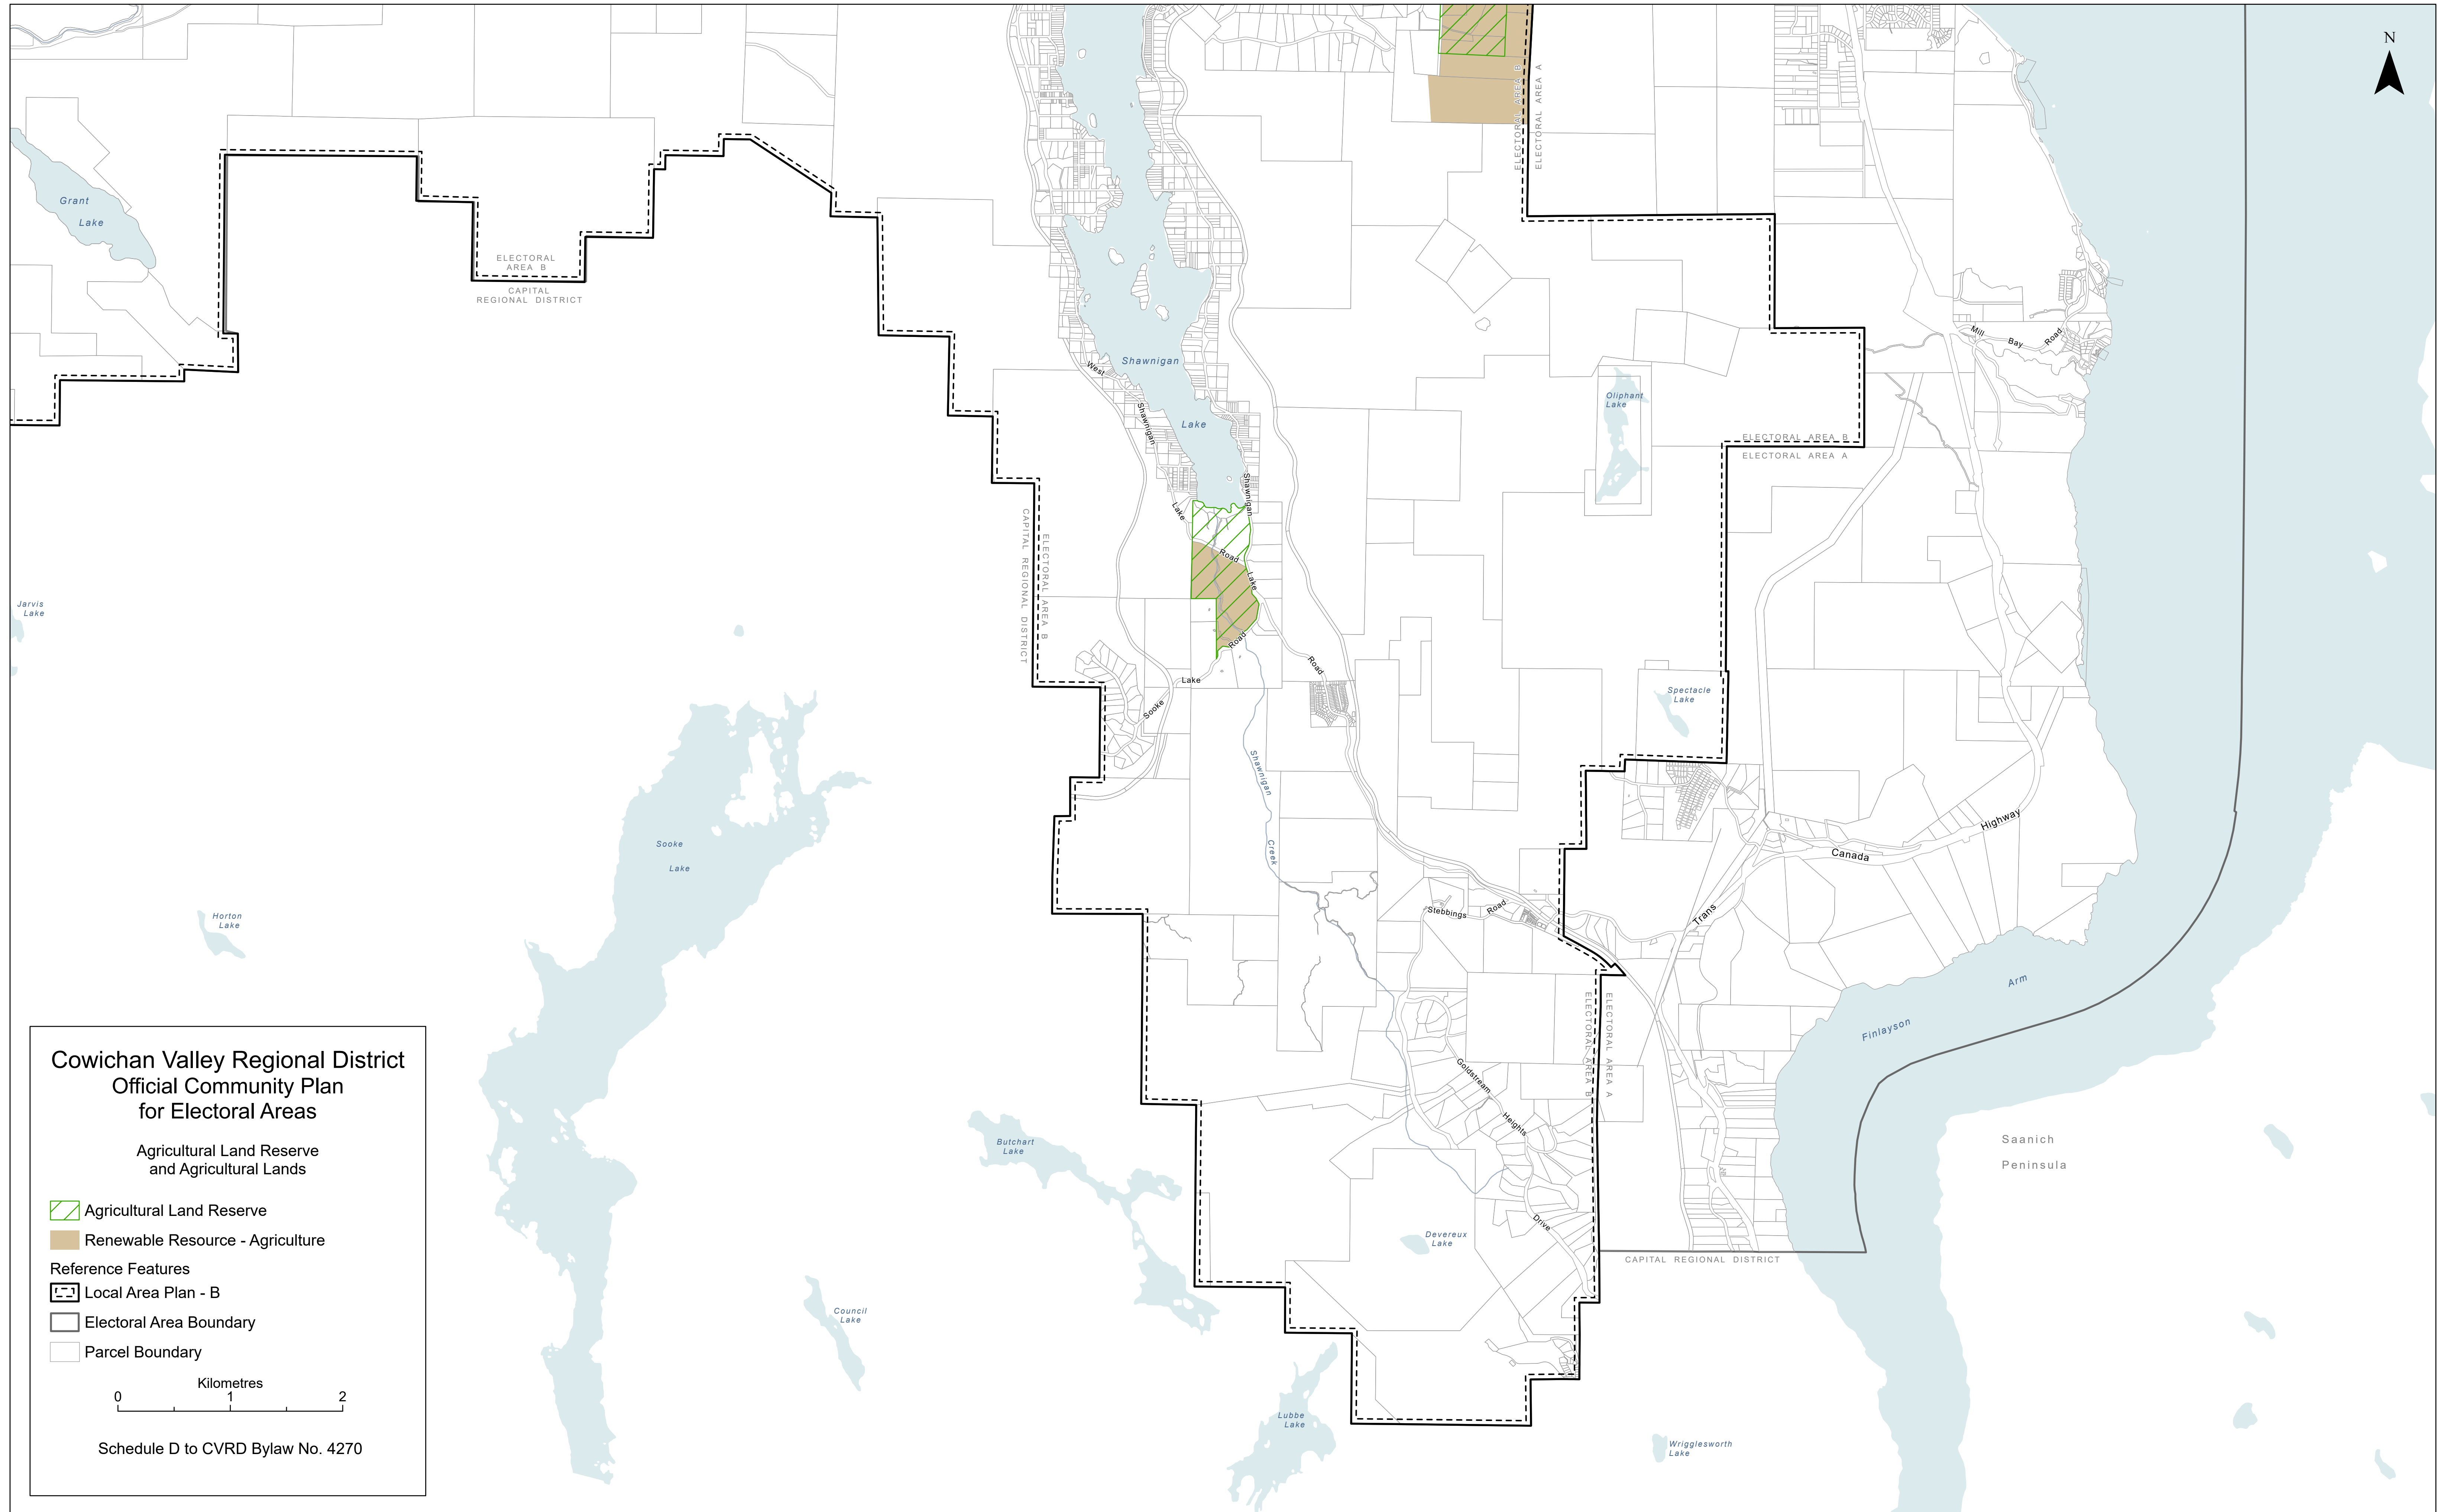 N
ELECTORAL AREA B
ELECTORAL AREA A
Grant
Lake
ELECTORAL
AREA B
CAPITAL
REGIONAL DISTRICT
Mill
Bay
Road
Shawnigan
Lake
West
Shawnigan
Lake
Road
Oliphant
Lake
ELECTORAL AREA B
ELECTORAL AREA A
Shawnigan
Lake
Road
CAPITAL REGIONAL DISTRICT
ELECTORAL AREA B
Jarvis
Lake
Road
Lake
Sooke
Spectacle
Lake
Shawnigan
Creek
Sooke
Lake
Highway
Canada
Trans
Horton
Lake
Stebbings
Road
Arm
Finlayson
ELECTORAL AREA B
ELECTORAL AREA A
Goldstream
Heights
Drive
Butchart
Lake
Saanich
Peninsula
Devereux
Lake
CAPITAL REGIONAL DISTRICT
Council
Lake
Lubbe
Lake
Wrigglesworth
Lake
Cowichan Valley Regional District
Official Community Plan
for Electoral Areas
Agricultural Land Reserve
and Agricultural Lands
Agricultural Land Reserve
Renewable Resource - Agriculture
Reference Features
Local Area Plan - B
Electoral Area Boundary
Parcel Boundary
Kilometres
0 1 2
Schedule D to CVRD Bylaw No. 4270